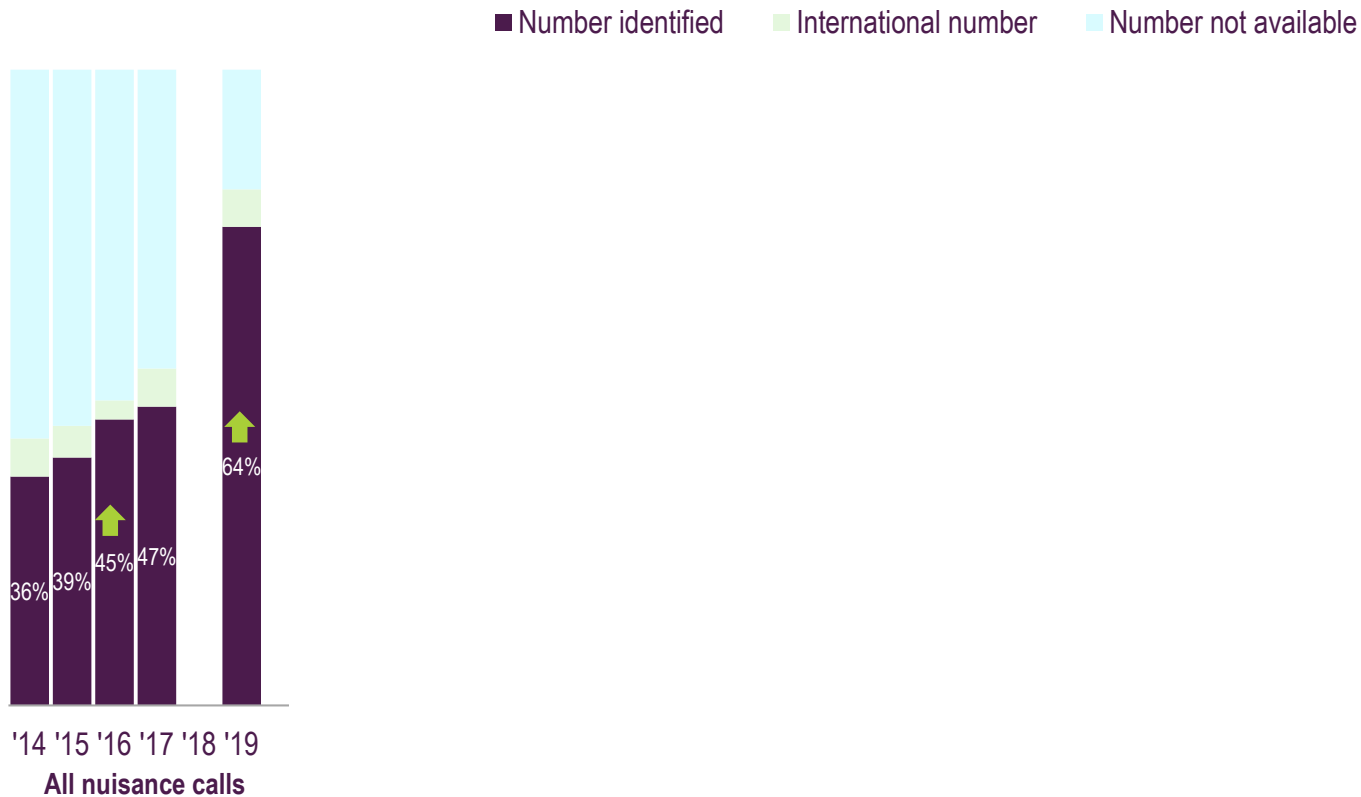 Number identified International number Number not available
36% 39% 45% 47% 64%
'14 '15 '16 '17 '18 '19
All nuisance calls